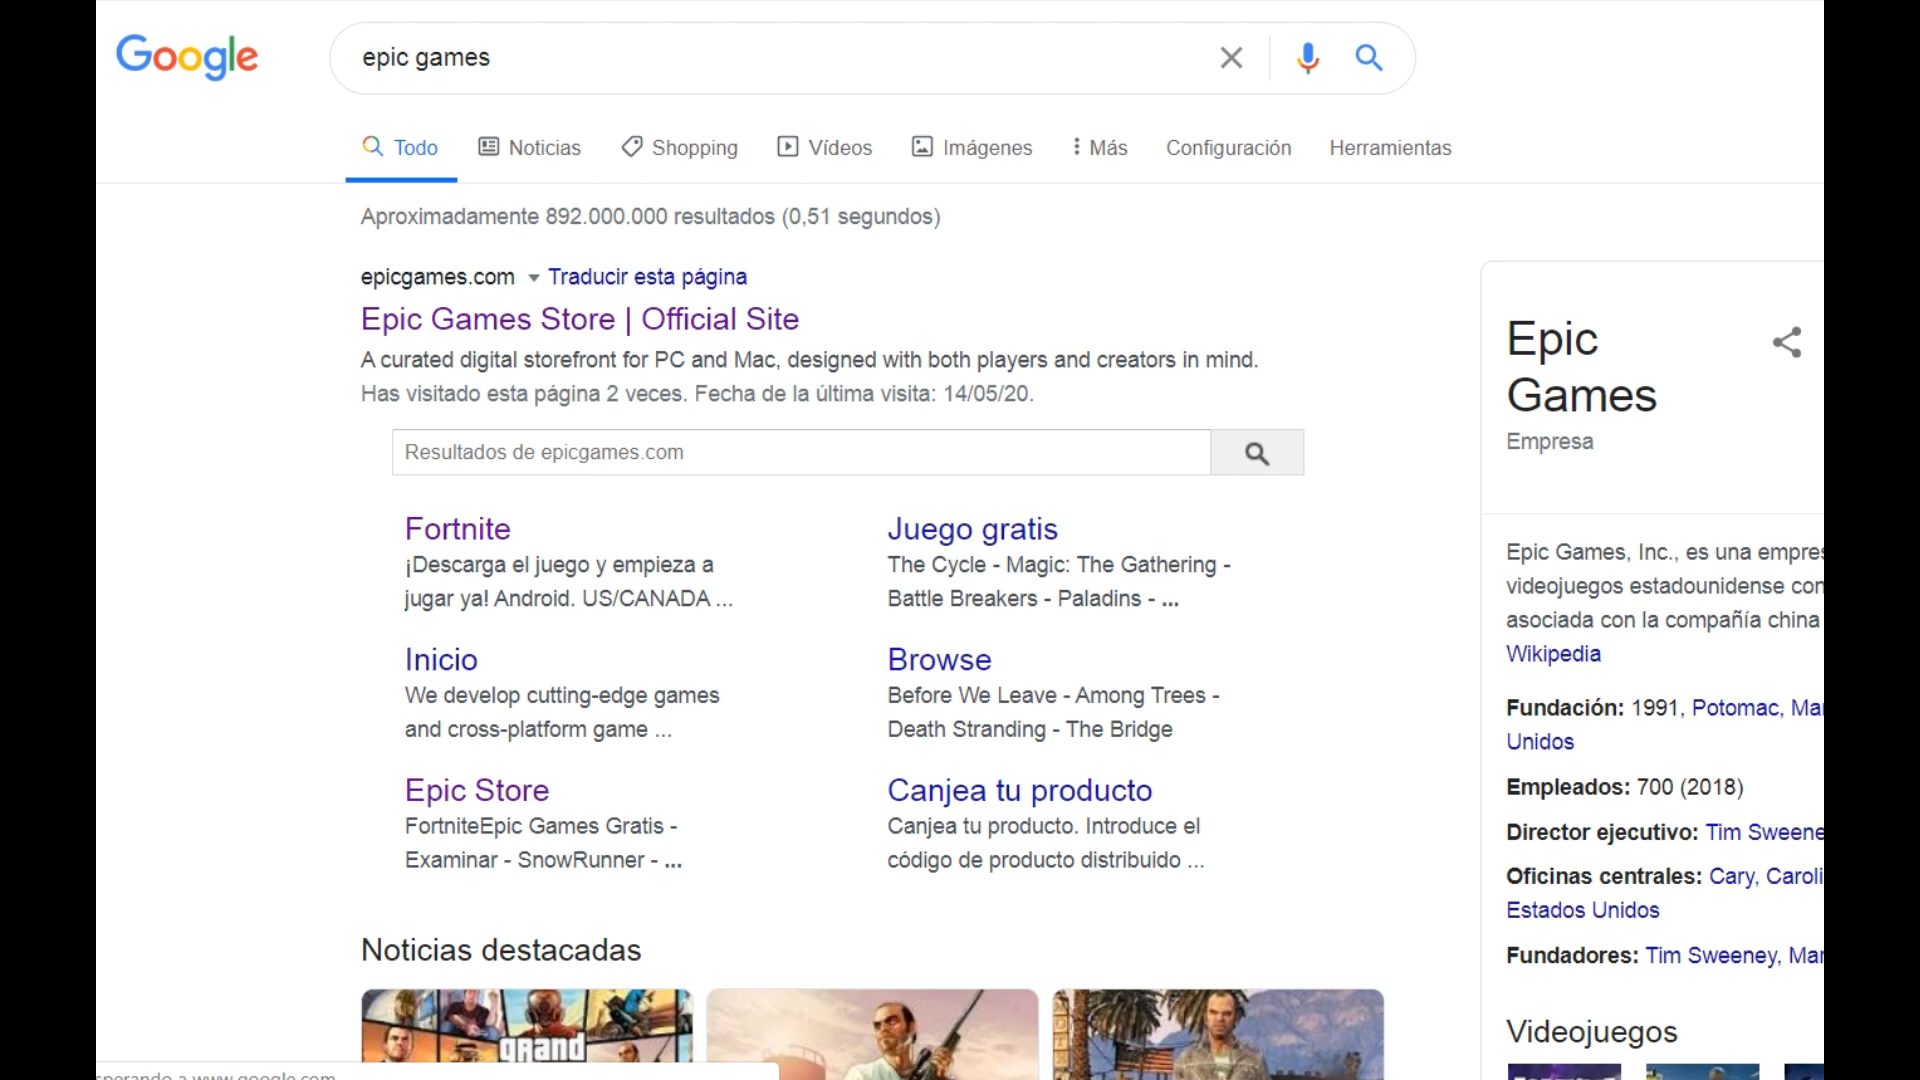 Google
epic games
Todo
Noticias
Shopping
Vídeos
Imágenes
Más
Configuración
Herramientas
Aproximadamente 892.000.000 resultados (0,51 segundos)
epicgames.com
Traducir esta página
Epic Games Store | Official Site
A curated digital storefront for PC and Mac, designed with both players and creators in mind.
Has visitado esta página 2 veces. Fecha de la última visita: 14/05/20.
Resultados de epicgames.com
Fortnite
¡Descarga el juego y empieza a
jugar ya! Android. US/CANADA ...
Juego gratis
The Cycle - Magic: The Gathering -
Battle Breakers - Paladins - ...
Inicio
We develop cutting-edge games
and cross-platform game ...
Browse
Before We Leave - Among Trees -
Death Stranding - The Bridge
Epic Store
FortniteEpic Games Gratis -
Examinar - SnowRunner - ...
Canjea tu producto
Canjea tu producto. Introduce el
código de producto distribuido ...
Noticias destacadas
grand
Epic
Games
Empresa
Epic Games, Inc., es una
videojuegos estadounidense
asociada con la compañía china
Wikipedia
Fundación: 1991, Potomac,
Unidos
Empleados: 700 (2018)
Director ejecutivo: Tim
Oficinas centrales: Cary,
Estados Unidos
Fundadores: Tim Sweeney,
Videojuegos